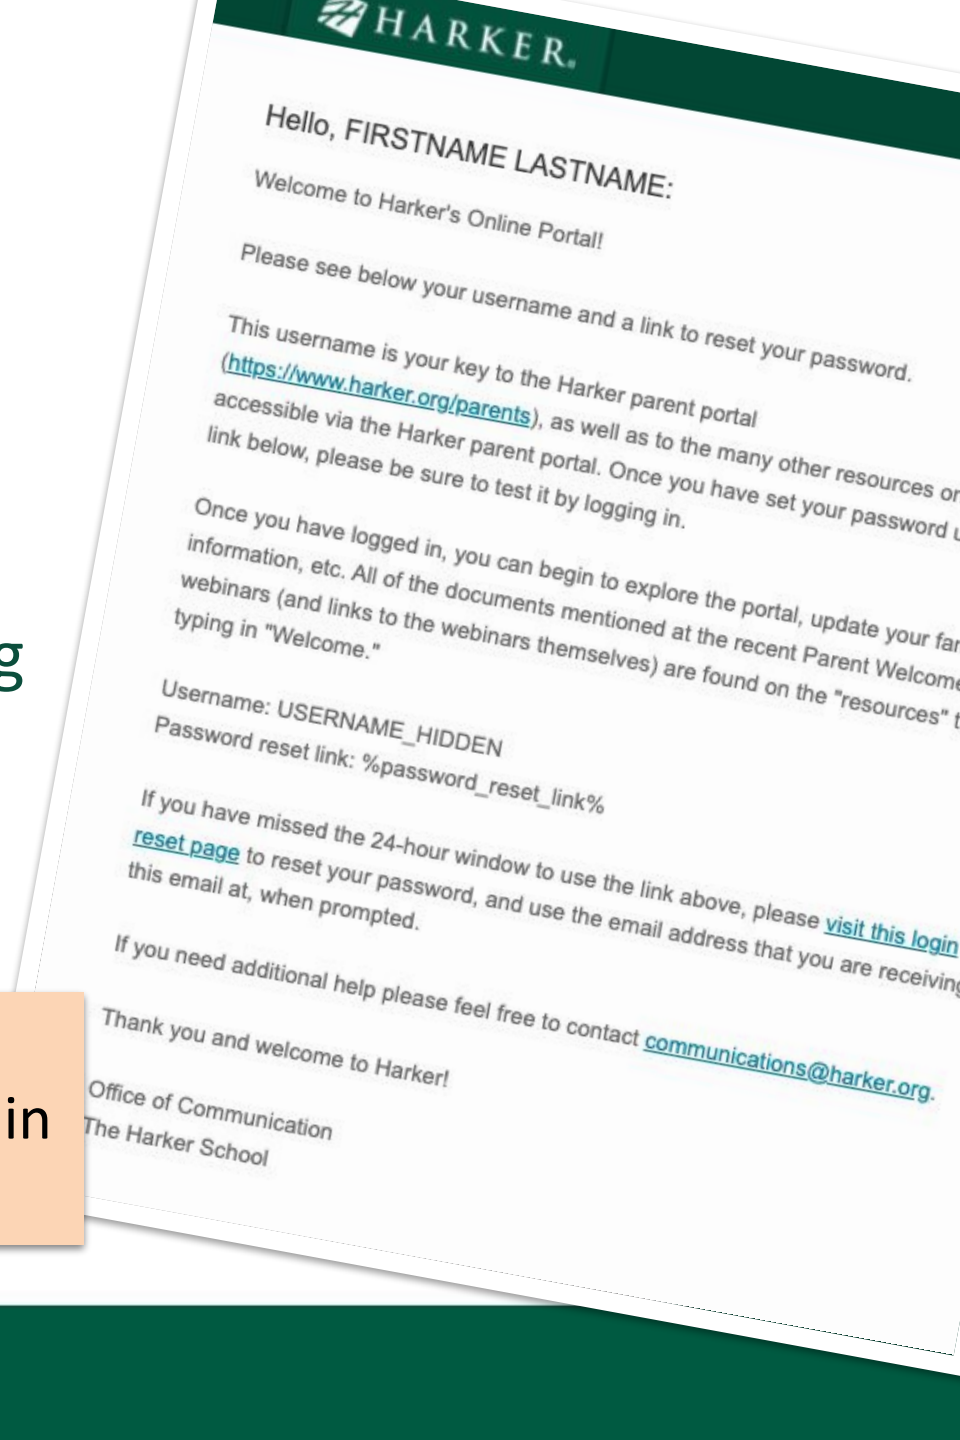 HARKER®
Hello, FIRSTNAME LASTNAME:
Welcome to Harker's Online Portal!
Please see below your username and a link to reset your password.
This username is your key to the Harker parent portal
(https://www.harker.org/parents), as well as to the many other resources or
accessible via the Harker parent portal. Once you have set your password u
link below, please be sure to test it by logging in.
Once you have logged in, you can begin to explore the portal, update your far
information, etc. All of the documents mentioned at the recent Parent Welcome
webinars (and links to the webinars themselves) are found on the "resources" t
typing in "Welcome."
Username: USERNAME_HIDDEN
Password reset link: %password_reset_link%
If you have missed the 24-hour window to use the link above, please visit this login
reset page to reset your password, and use the email address that you are receiving
this email at, when prompted.
If you need additional help please feel free to contact communications@harker.org.
Thank you and welcome to Harker!
Office of Communication
The Harker School
g
in